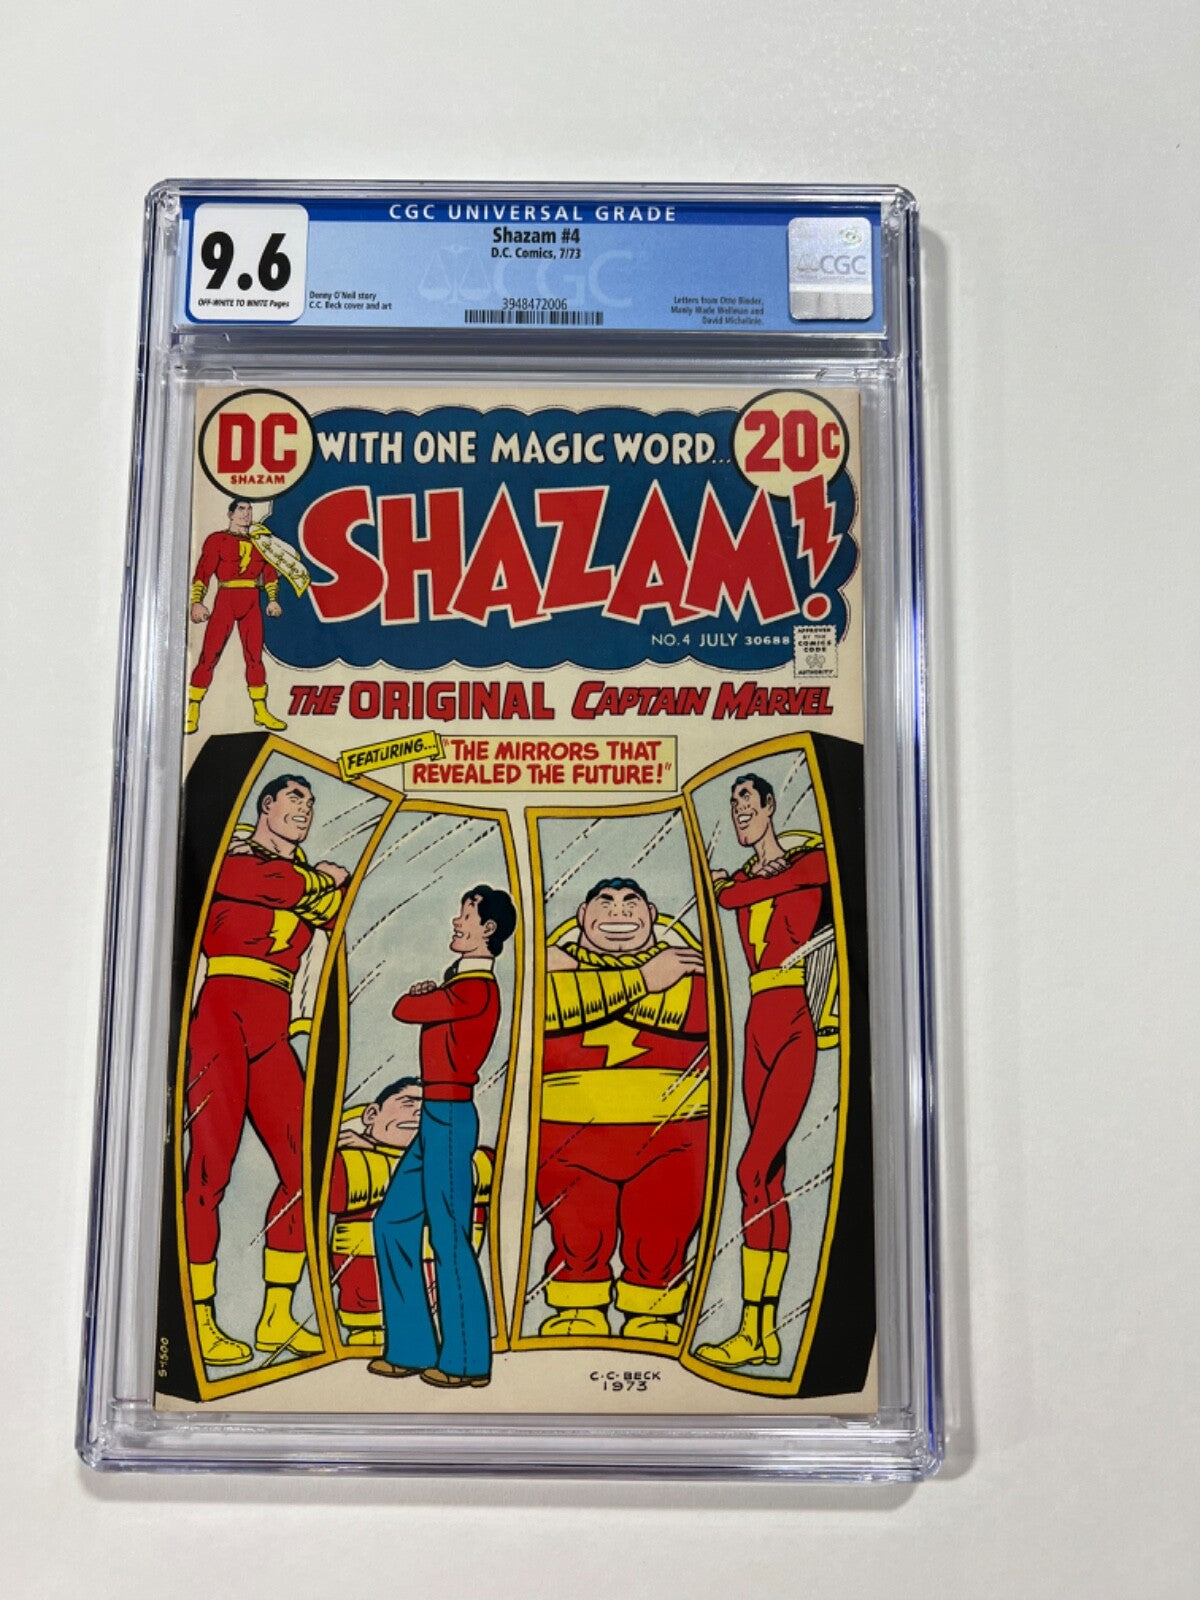 CGC UNIVERSAL GRADE
9.6
OFF-WHITE TO WHITE Pages
Shazam #4
D.C. Comics, 7/73
Denny O'Neil story
C.C. Beck cover and art
CGC
3948472006
Letters from Otto Binder,
Manly Wade Wellman and
David Michelinie.
CGC
DC
SHAZAM
WITH ONE MAGIC WORD...
20¢
SHAZAM!
NO. 4 JULY 30688
APPROVED
BY THE
COMICS
CODE
AUTHORITY
THE ORIGINAL CAPTAIN MARVEL
FEATURING...
"THE MIRRORS THAT
REVEALED THE FUTURE!"
S-1500
C·C·BECK
1973